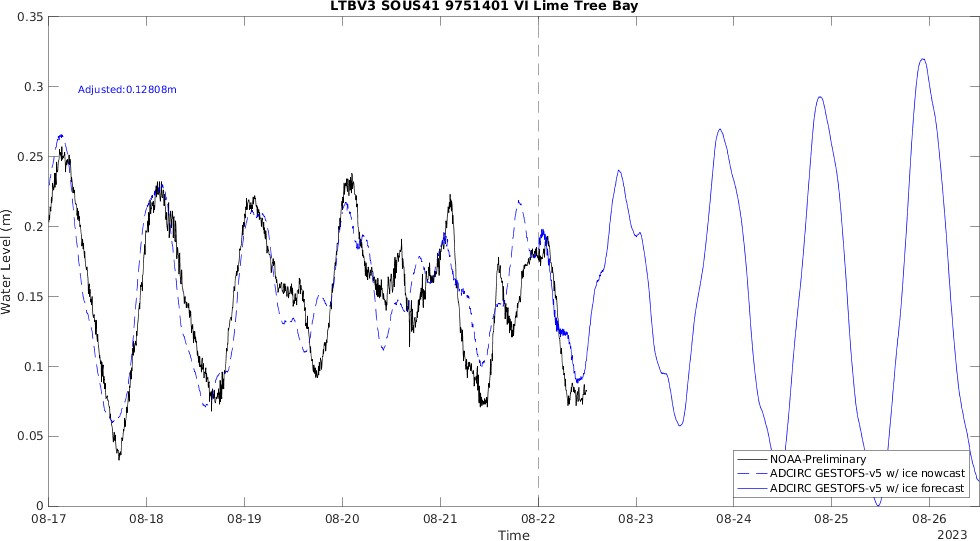 LTBV3 SOUS41 9751401 VI Lime Tree Bay
0.35
0.3
0.25
0.2
0.15
0.1
0.05
0
Water Level (m)
Adjusted:0.12808m
NOAA-Preliminary
ADCIRC GESTOFS-v5 w/ ice nowcast
ADCIRC GESTOFS-v5 w/ ice forecast
08-17 08-18 08-19 08-20 08-21 08-22 08-23 08-24 08-25 08-26
Time
2023